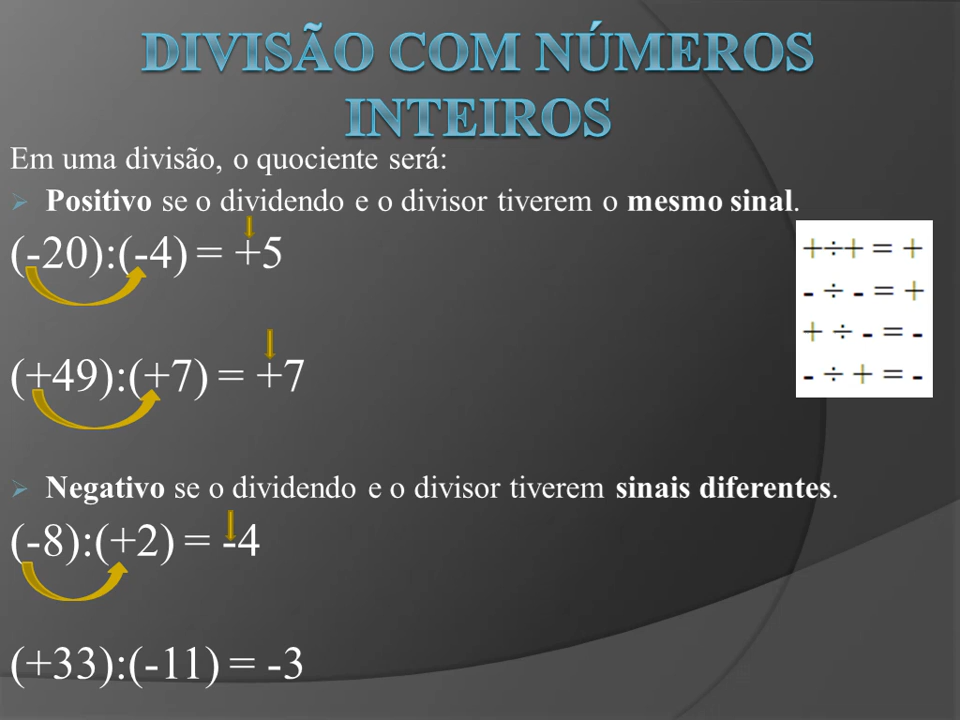 DIVISÃO COM NÚMEROS
INTEIROS
Em uma divisão, o quociente será:
Positivo se o dividendo e o divisor tiverem o mesmo sinal.
(-20):(-4) = +5
(+49):(+7) = +7
+÷+ = +
- ÷ - = +
+ ÷ - = -
- ÷ + = -
Negativo se o dividendo e o divisor tiverem sinais diferentes.
(-8):(+2) = -4
(+33):(-11) = -3